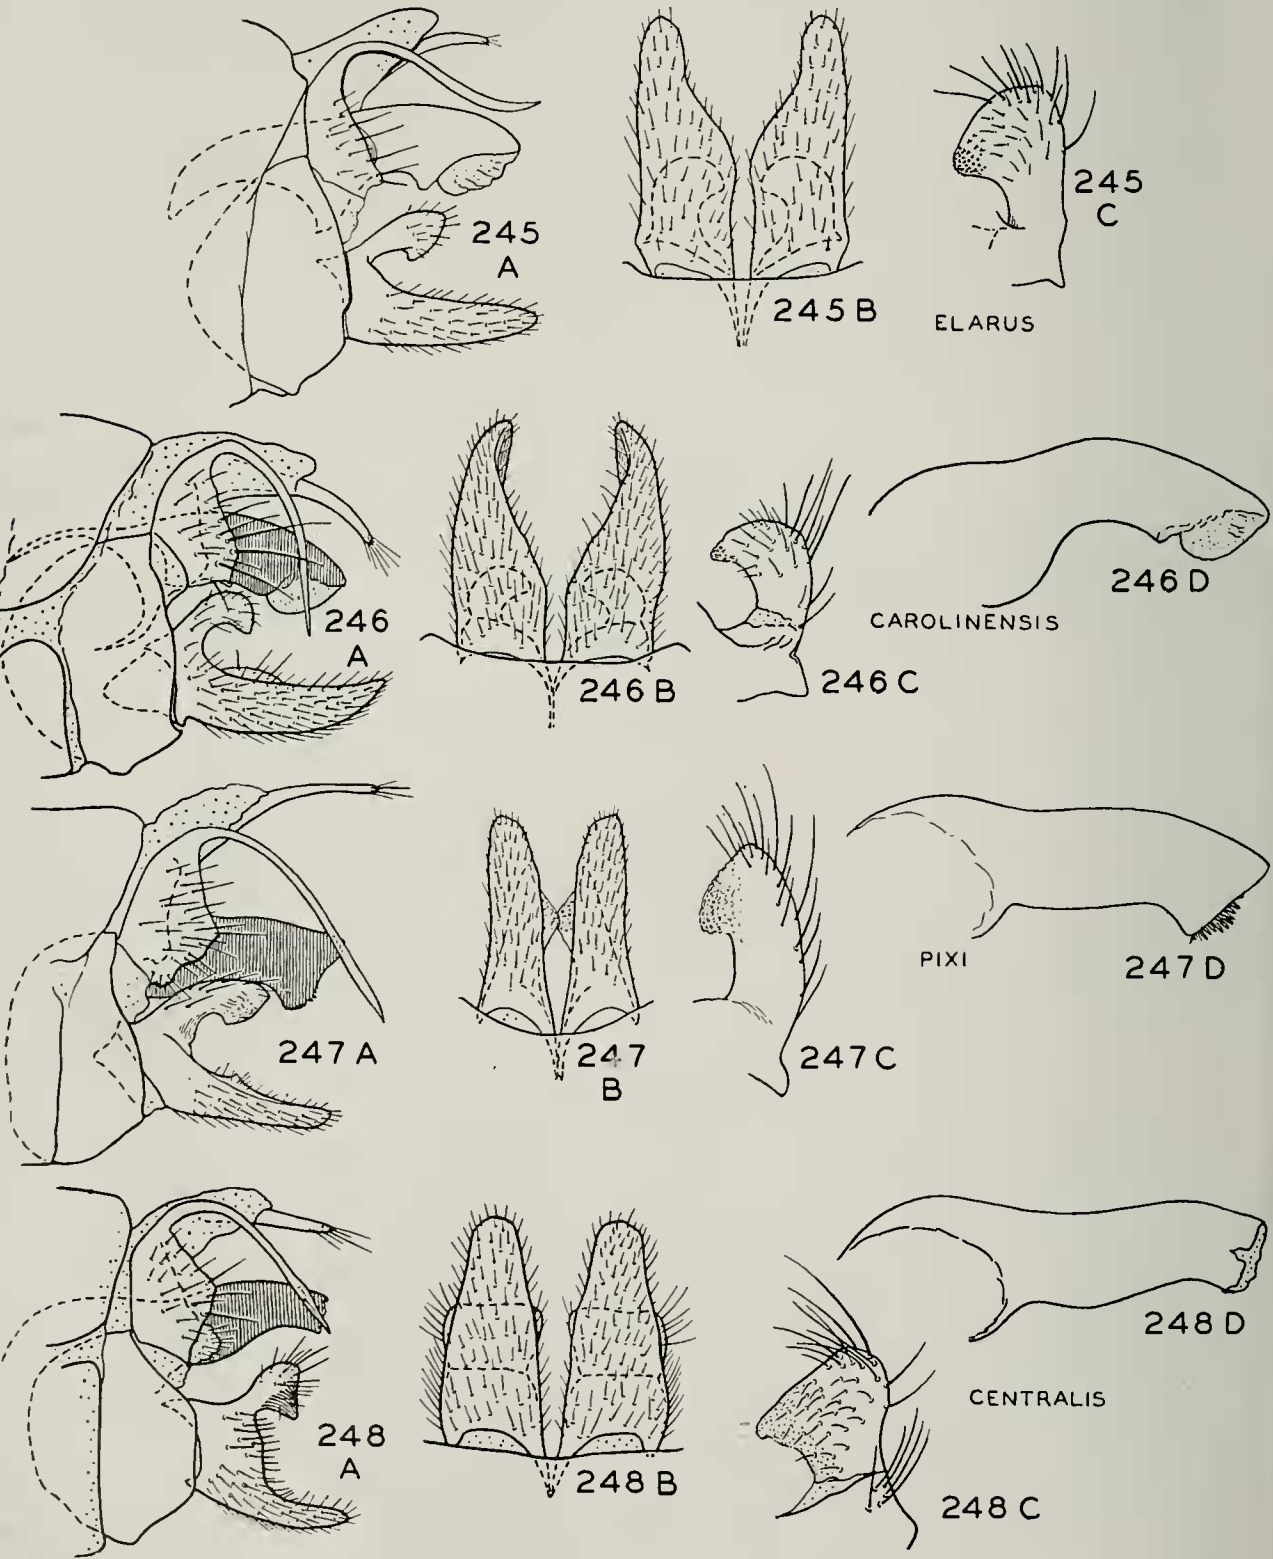 245
A
245 B
245
C
ELARUS
246
A
246 B
246 C
246 D
CAROLINENSIS
247 A
247
B
247 C
247 D
PIXI
248
A
248 B
248 C
248 D
CENTRALIS